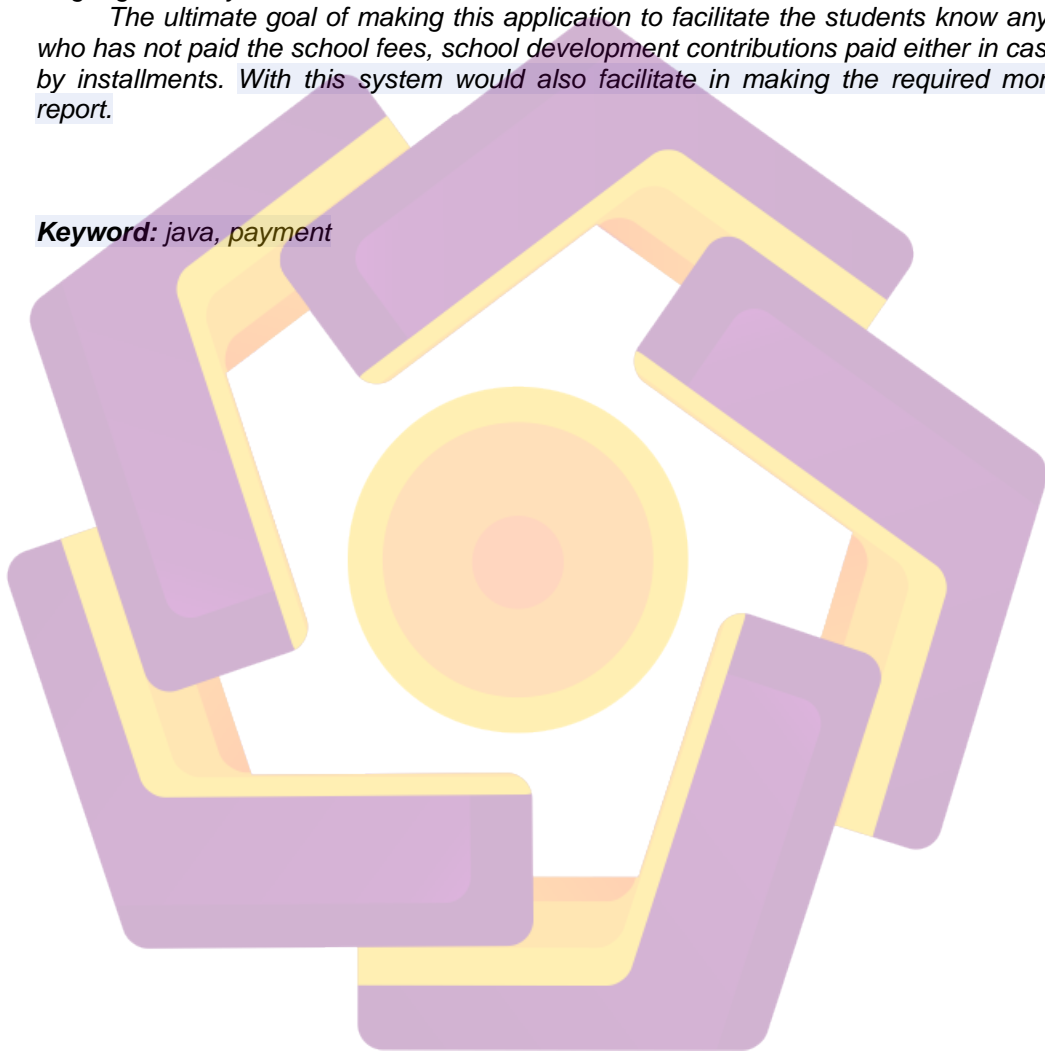 The ultimate goal of making this application to facilitate the students know any
who has not paid the school fees, school development contributions paid either in cas
by installments. With this system would also facilitate in making the required mor
report.
Keyword: java, payment